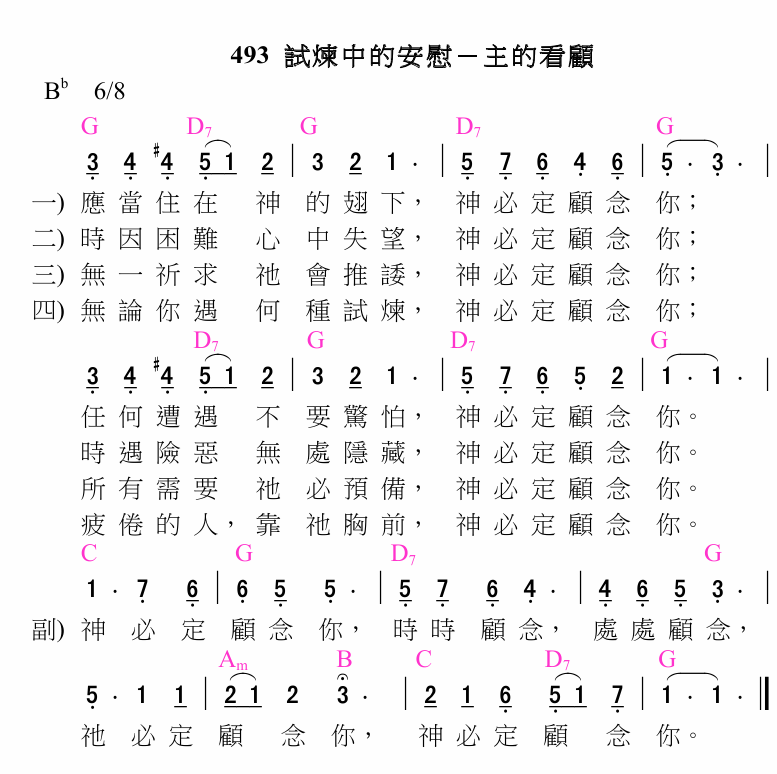 493 試煉中的安慰－主的看顧
B♭ 6/8
G D7 G D7 G
3 4 #4 5 1 2 | 3 2 1 · | 5 7 6 4 6 | 5 · 3 · |
一) 應當住在神的翅下，神必定顧念你；
二) 時因困難心中失望，神必定顧念你；
三) 無一祈求祂會推諉，神必定顧念你；
四) 無論你遇何種試煉，神必定顧念你；
D7 G D7 G
3 4 #4 5 1 2 | 3 2 1 · | 5 7 6 5 2 | 1 · 1 · |
任何遭遇不要驚怕，神必定顧念你。
時遇險惡無處隱藏，神必定顧念你。
所有需要祂必預備，神必定顧念你。
疲倦的人，靠祂胸前，神必定顧念你。
C G D7 G
1 · 7 6 | 6 5 5 · | 5 7 6 4 · | 4 6 5 3 · |
副) 神必定顧念你，時時顧念，處處顧念，
Am B C D7 G
5 · 1 1 | 2 1 2 3 · | 2 1 6 5 1 7 | 1 · 1 · ‖
祂必定顧念你，神必定顧念你。